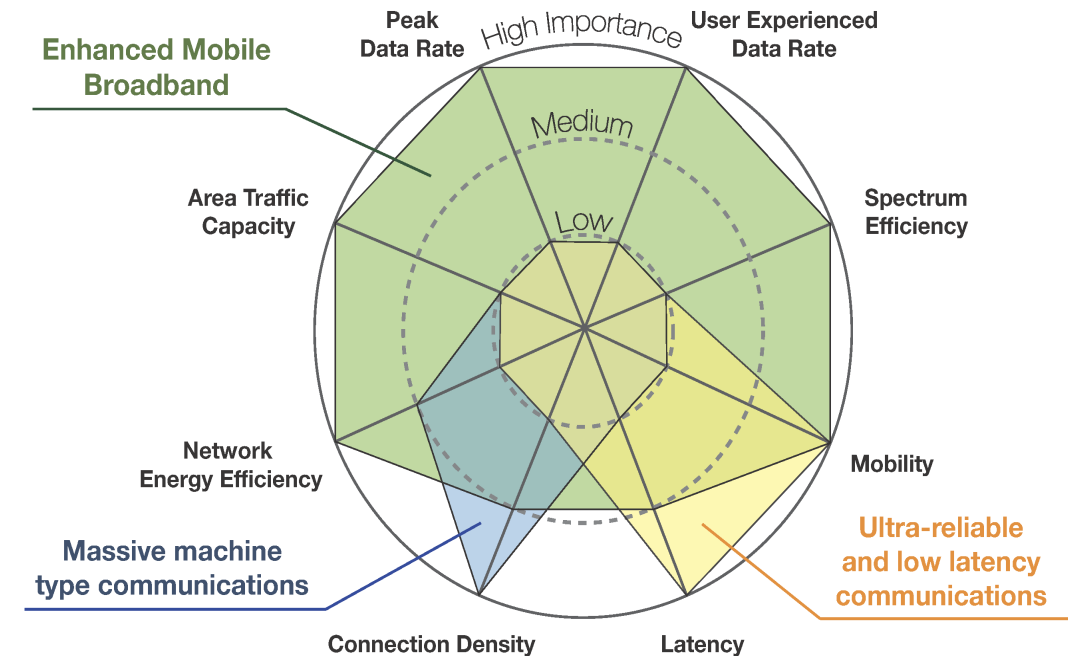 Peak
Data Rate
High Importance
User Experienced
Data Rate
Enhanced Mobile
Broadband
Medium
Area Traffic
Capacity
Low
Spectrum
Efficiency
Network
Energy Efficiency
Mobility
Massive machine
type communications
Ultra-reliable
and low latency
communications
Connection Density
Latency